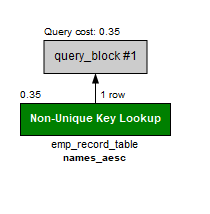 Query cost: 0.35
query_block #1
0.35
1 row
Non-Unique Key Lookup
emp_record_table
names_aesc